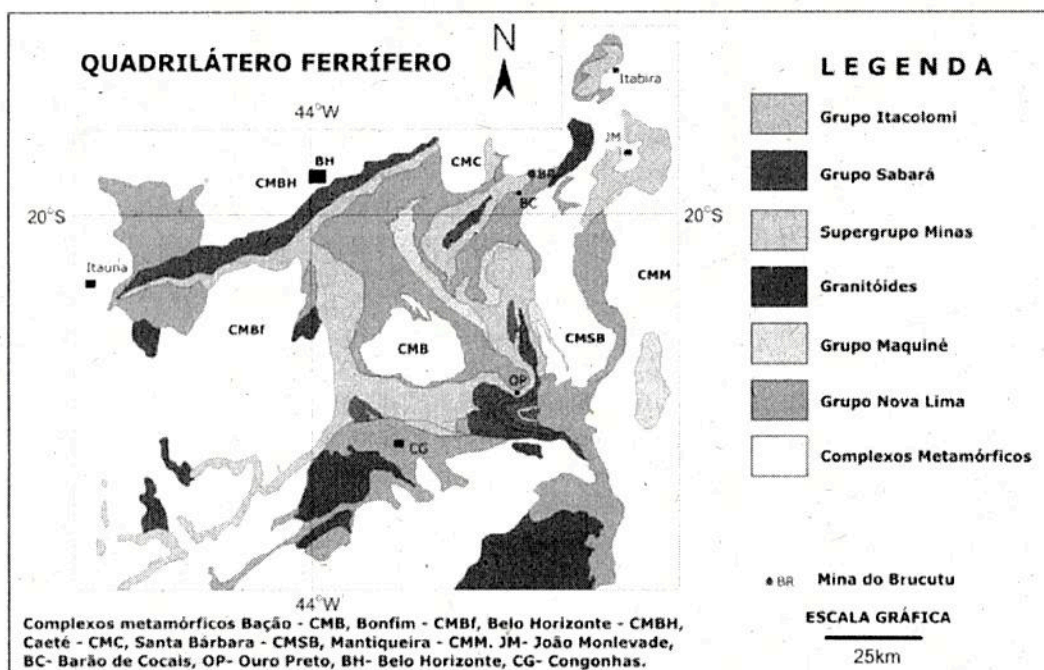 QUADRILÁTERO FERRÍFERO
N
44°W
Itabira
JM
BH
CMC
BR
CMBH
BC
20°S
20°S
Itaúna
CMM
CMBf
CMB
CMSB
OP
CG
44°W
LEGENDA
Grupo Itacolomi
Grupo Sabará
Supergrupo Minas
Granitóides
Grupo Maquiné
Grupo Nova Lima
Complexos Metamórficos
BR Mina do Brucutu
ESCALA GRÁFICA
25km
Complexos metamórficos Bação - CMB, Bonfim - CMBf, Belo Horizonte - CMBH,
Caeté - CMC, Santa Bárbara - CMSB, Mantiqueira - CMM. JM- João Monlevade,
BC- Barão de Cocais, OP- Ouro Preto, BH- Belo Horizonte, CG- Congonhas.